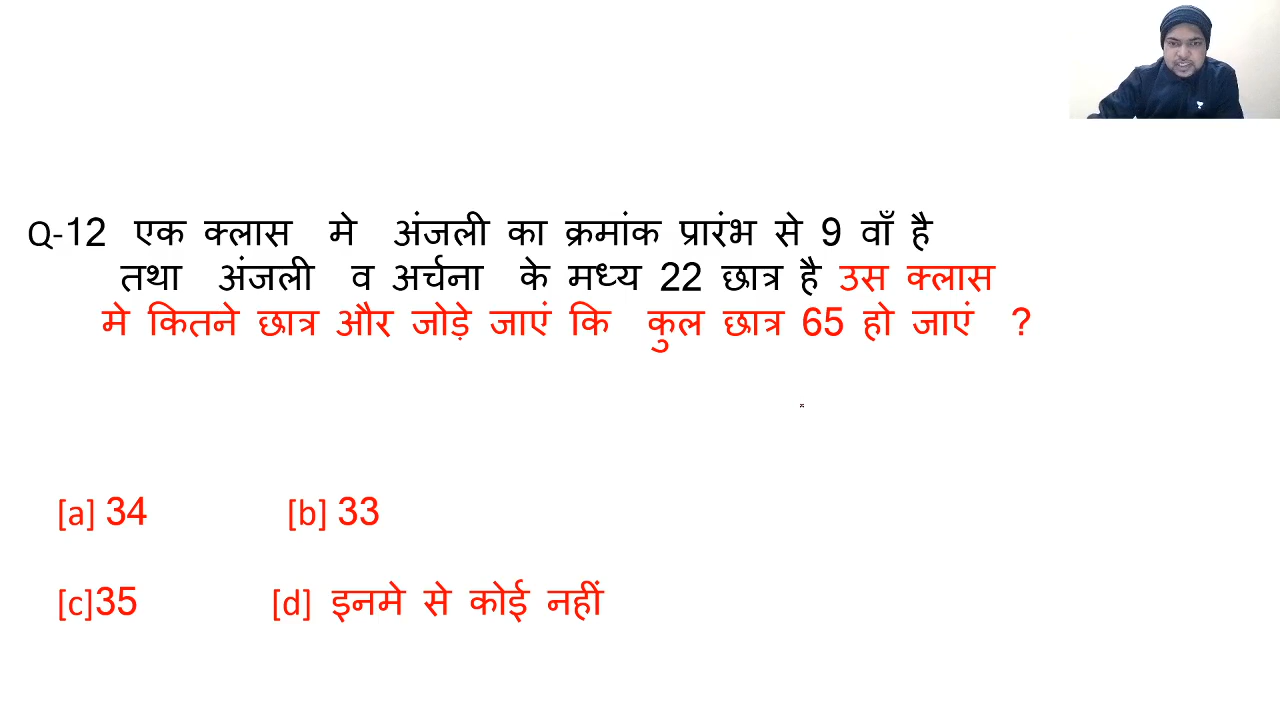 Q-12 एक क्लास मे अंजली का क्रमांक प्रारंभ से 9 वाँ है
तथा अंजली व अर्चना के मध्य 22 छात्र है उस क्लास
मे कितने छात्र और जोड़े जाएं कि कुल छात्र 65 हो जाएं ?
[a] 34 [b] 33
[c]35 [d] इनमे से कोई नहीं